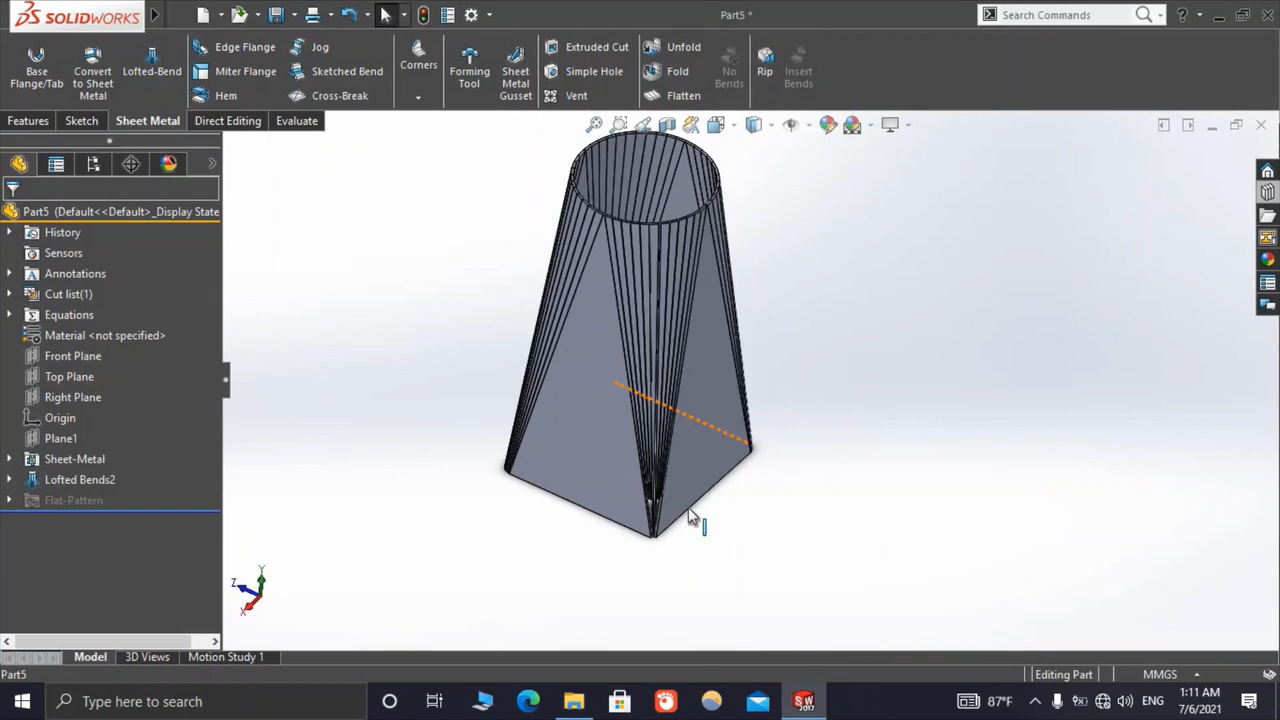 SOLIDWORKS
Part5 *
Search Commands
?
Base Flange/Tab
Convert to Sheet Metal
Lofted-Bend
Edge Flange
Miter Flange
Hem
Jog
Sketched Bend
Cross-Break
Corners
Forming Tool
Sheet Metal Gusset
Extruded Cut
Simple Hole
Vent
Unfold
Fold
Flatten
No Bends
Rip
Insert Bends
Features
Sketch
Sheet Metal
Direct Editing
Evaluate
Part5 (Default<<Default>_Display State
History
Sensors
Annotations
Cut list(1)
Equations
Material <not specified>
Front Plane
Top Plane
Right Plane
Origin
Plane1
Sheet-Metal
Lofted Bends2
Flat-Pattern
Y
Z
X
Model
3D Views
Motion Study 1
Part5
Editing Part
MMGS
Type here to search
SW
2017
87°F
ENG
1:11 AM
7/6/2021